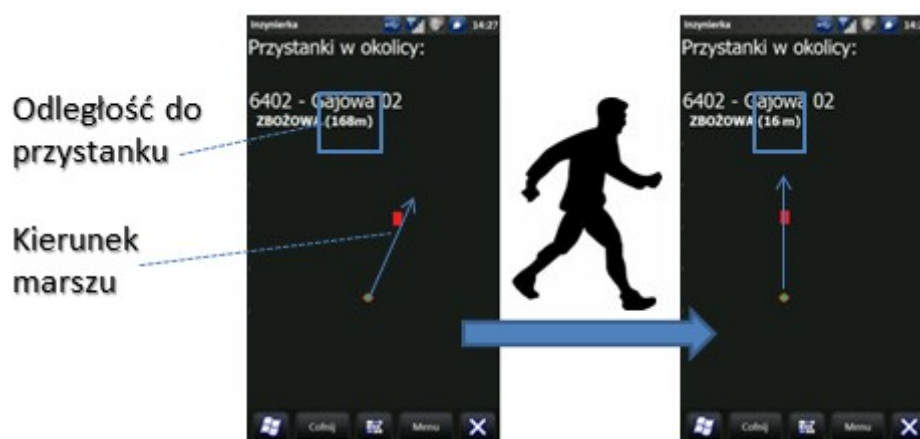 Inzynierka 14:27
Przystanki w okolicy:
6402 - Gajowa 02
ZBOŻOWA (168m)
Cofnij Menu
Odległość do
przystanku
Kierunek
marszu
Inzynierka
Przystanki w okolicy:
6402 - Gajowa 02
ZBOŻOWA (16 m)
Cofnij Menu